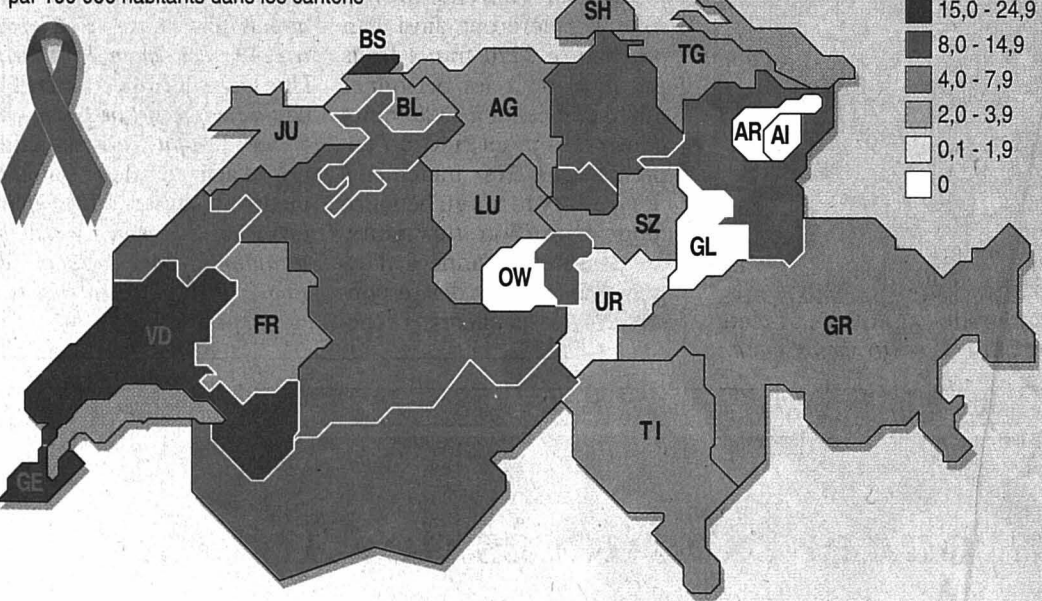 par 100 000 habitants dans les cantons
SH
15,0 - 24,9
8,0 - 14,9
4,0 - 7,9
2,0 - 3,9
0,1 - 1,9
0
BS
TG
BL
AG
JU
AR
AI
LU
SZ
GL
OW
UR
FR
VD
GR
TI
GE